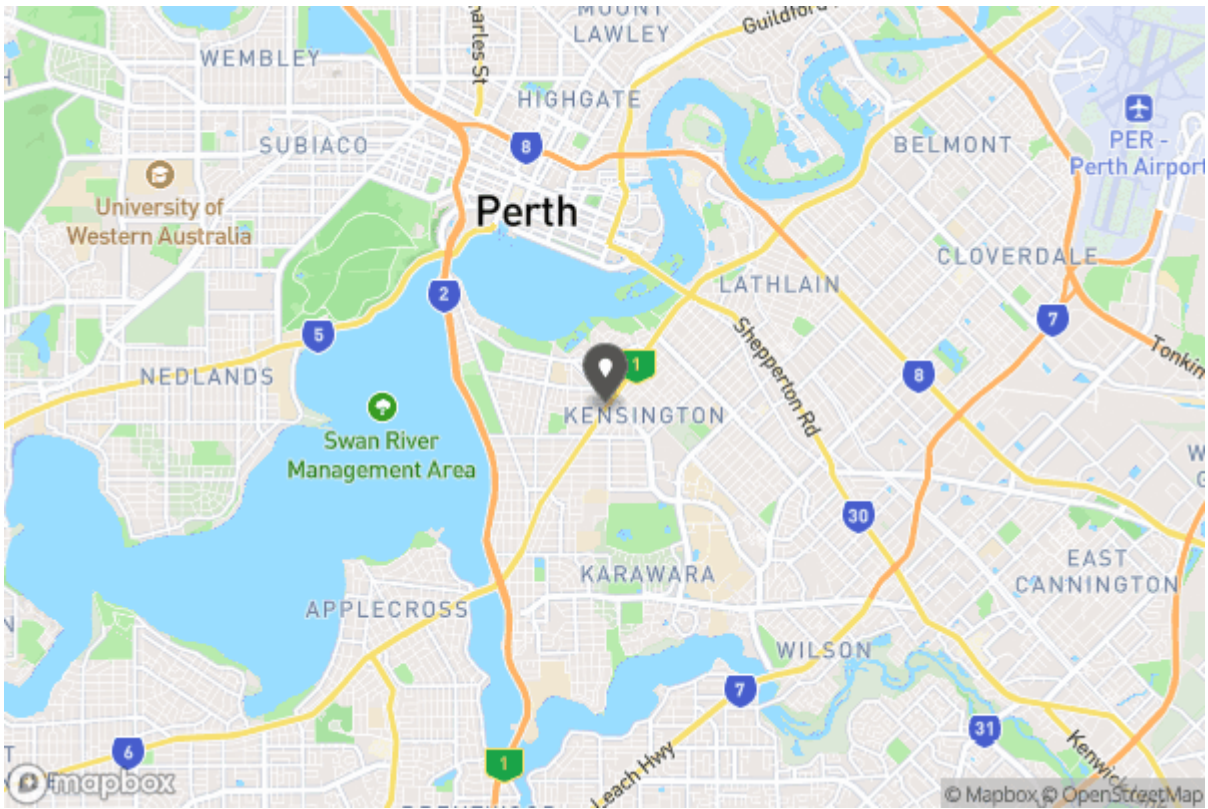 MOUNT
LAWLEY
Guildford
Charles St
WEMBLEY
HIGHGATE
8
BELMONT
PER -
Perth Airport
SUBIACO
University of
Western Australia
Perth
CLOVERDALE
LATHLAIN
2
7
5
Shepperton Rd
Tonkin
1
8
NEDLANDS
KENSINGTON
Swan River
Management Area
30
EAST
CANNINGTON
KARAWARA
APPLECROSS
WILSON
7
31
6
1
Leach Hwy
Kenwick
mapbox
© Mapbox © OpenStreetMap